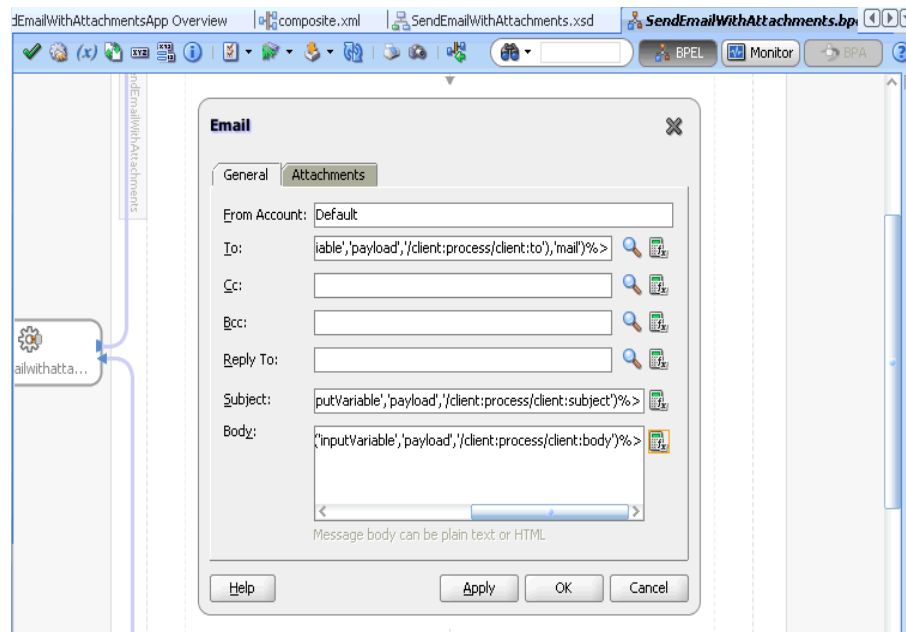 dEmailWithAttachmentsApp Overview composite.xml SendEmailWithAttachments.xsd SendEmailWithAttachments.bp
(x) XYZ BPEL Monitor BPA
ndEmailWithAttachments
Email
General Attachments
From Account: Default
To: iable','payload','/client:process/client:to'),'mail')%>
Cc:
Bcc:
Reply To:
Subject: putVariable','payload','/client:process/client:subject')%>
Body: ('inputVariable','payload','/client:process/client:body')%>
Message body can be plain text or HTML
ailwithatta...
Help Apply OK Cancel